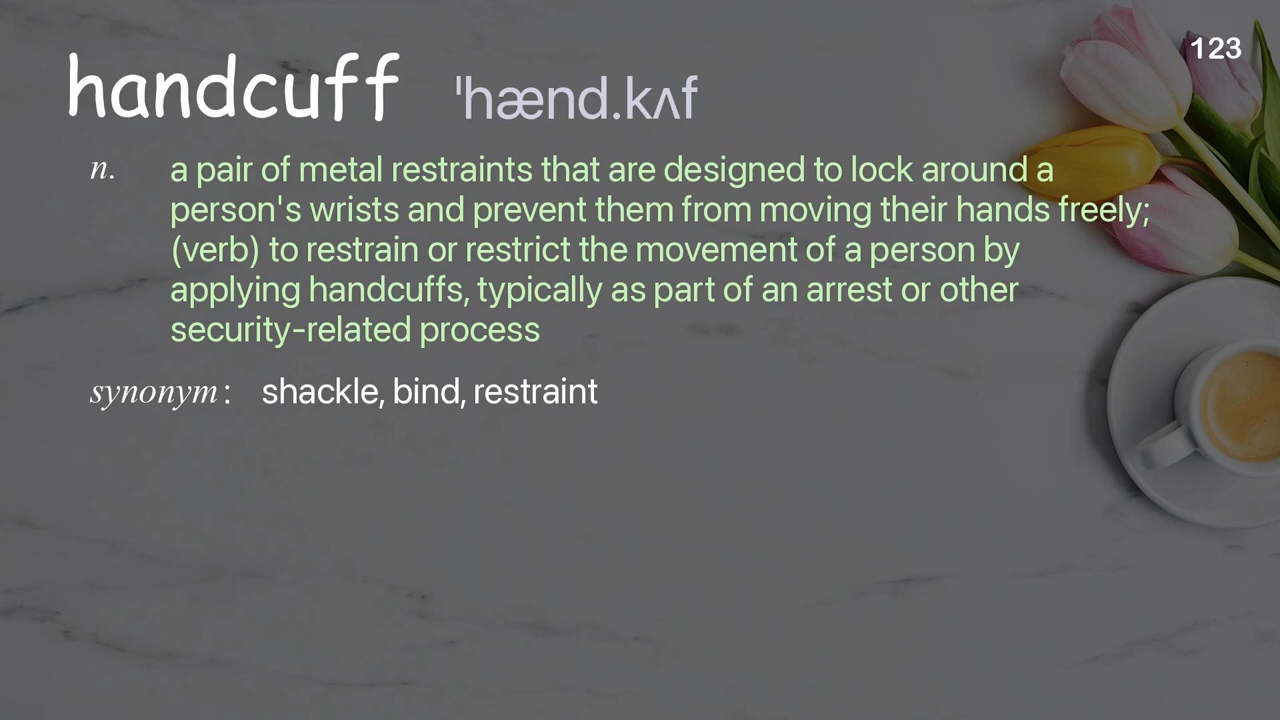 123
handcuff ˈhænd.kʌf
n. a pair of metal restraints that are designed to lock around a
person's wrists and prevent them from moving their hands freely;
(verb) to restrain or restrict the movement of a person by
applying handcuffs, typically as part of an arrest or other
security-related process
synonym: shackle, bind, restraint